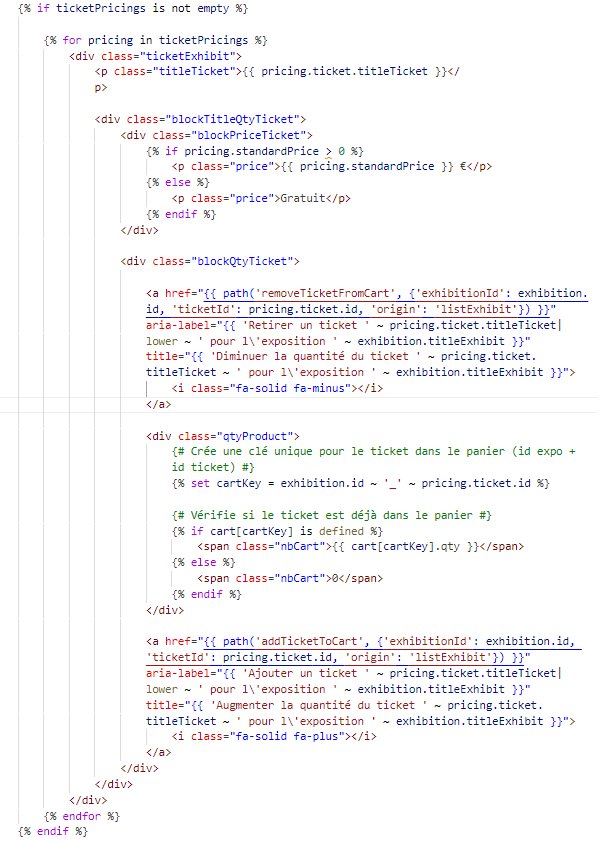 {% if ticketPricings is not empty %}
{% for pricing in ticketPricings %}
<div class="ticketExhibit">
<p class="titleTicket">{{ pricing.ticket.titleTicket }}</
p>
<div class="blockTitleQtyTicket">
<div class="blockPriceTicket">
{% if pricing.standardPrice > 0 %}
<p class="price">{{ pricing.standardPrice }} €</p>
{% else %}
<p class="price">Gratuit</p>
{% endif %}
</div>
<div class="blockQtyTicket">
<a href="{{ path('removeTicketFromCart', {'exhibitionId': exhibition.
id, 'ticketId': pricing.ticket.id, 'origin': 'listExhibit'}) }}"
aria-label="{{ 'Retirer un ticket ' ~ pricing.ticket.titleTicket|
lower ~ ' pour l\'exposition ' ~ exhibition.titleExhibit }}"
title="{{ 'Diminuer la quantité du ticket ' ~ pricing.ticket.
titleTicket ~ ' pour l\'exposition ' ~ exhibition.titleExhibit }}">
<i class="fa-solid fa-minus"></i>
</a>
<div class="qtyProduct">
{# Crée une clé unique pour le ticket dans le panier (id expo +
id ticket) #}
{% set cartKey = exhibition.id ~ '_' ~ pricing.ticket.id %}
{# Vérifie si le ticket est déjà dans le panier #}
{% if cart[cartKey] is defined %}
<span class="nbCart">{{ cart[cartKey].qty }}</span>
{% else %}
<span class="nbCart">0</span>
{% endif %}
</div>
<a href="{{ path('addTicketToCart', {'exhibitionId': exhibition.id,
'ticketId': pricing.ticket.id, 'origin': 'listExhibit'}) }}"
aria-label="{{ 'Ajouter un ticket ' ~ pricing.ticket.titleTicket|
lower ~ ' pour l\'exposition ' ~ exhibition.titleExhibit }}"
title="{{ 'Augmenter la quantité du ticket ' ~ pricing.ticket.
titleTicket ~ ' pour l\'exposition ' ~ exhibition.titleExhibit }}">
<i class="fa-solid fa-plus"></i>
</a>
</div>
</div>
</div>
{% endfor %}
{% endif %}